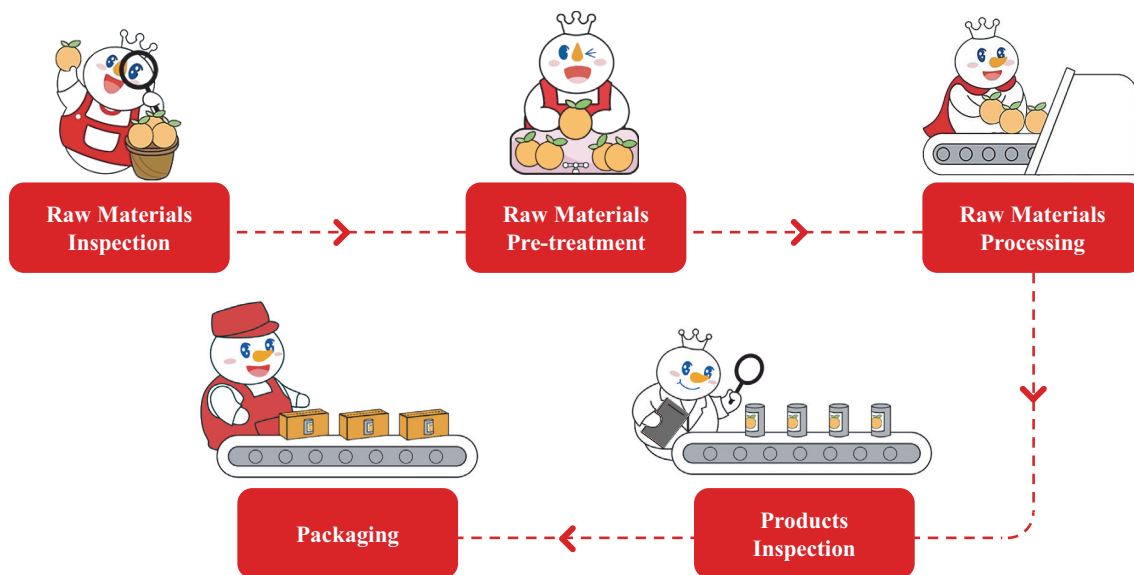 Raw Materials
Inspection
Raw Materials
Pre-treatment
Raw Materials
Processing
Products
Inspection
Packaging